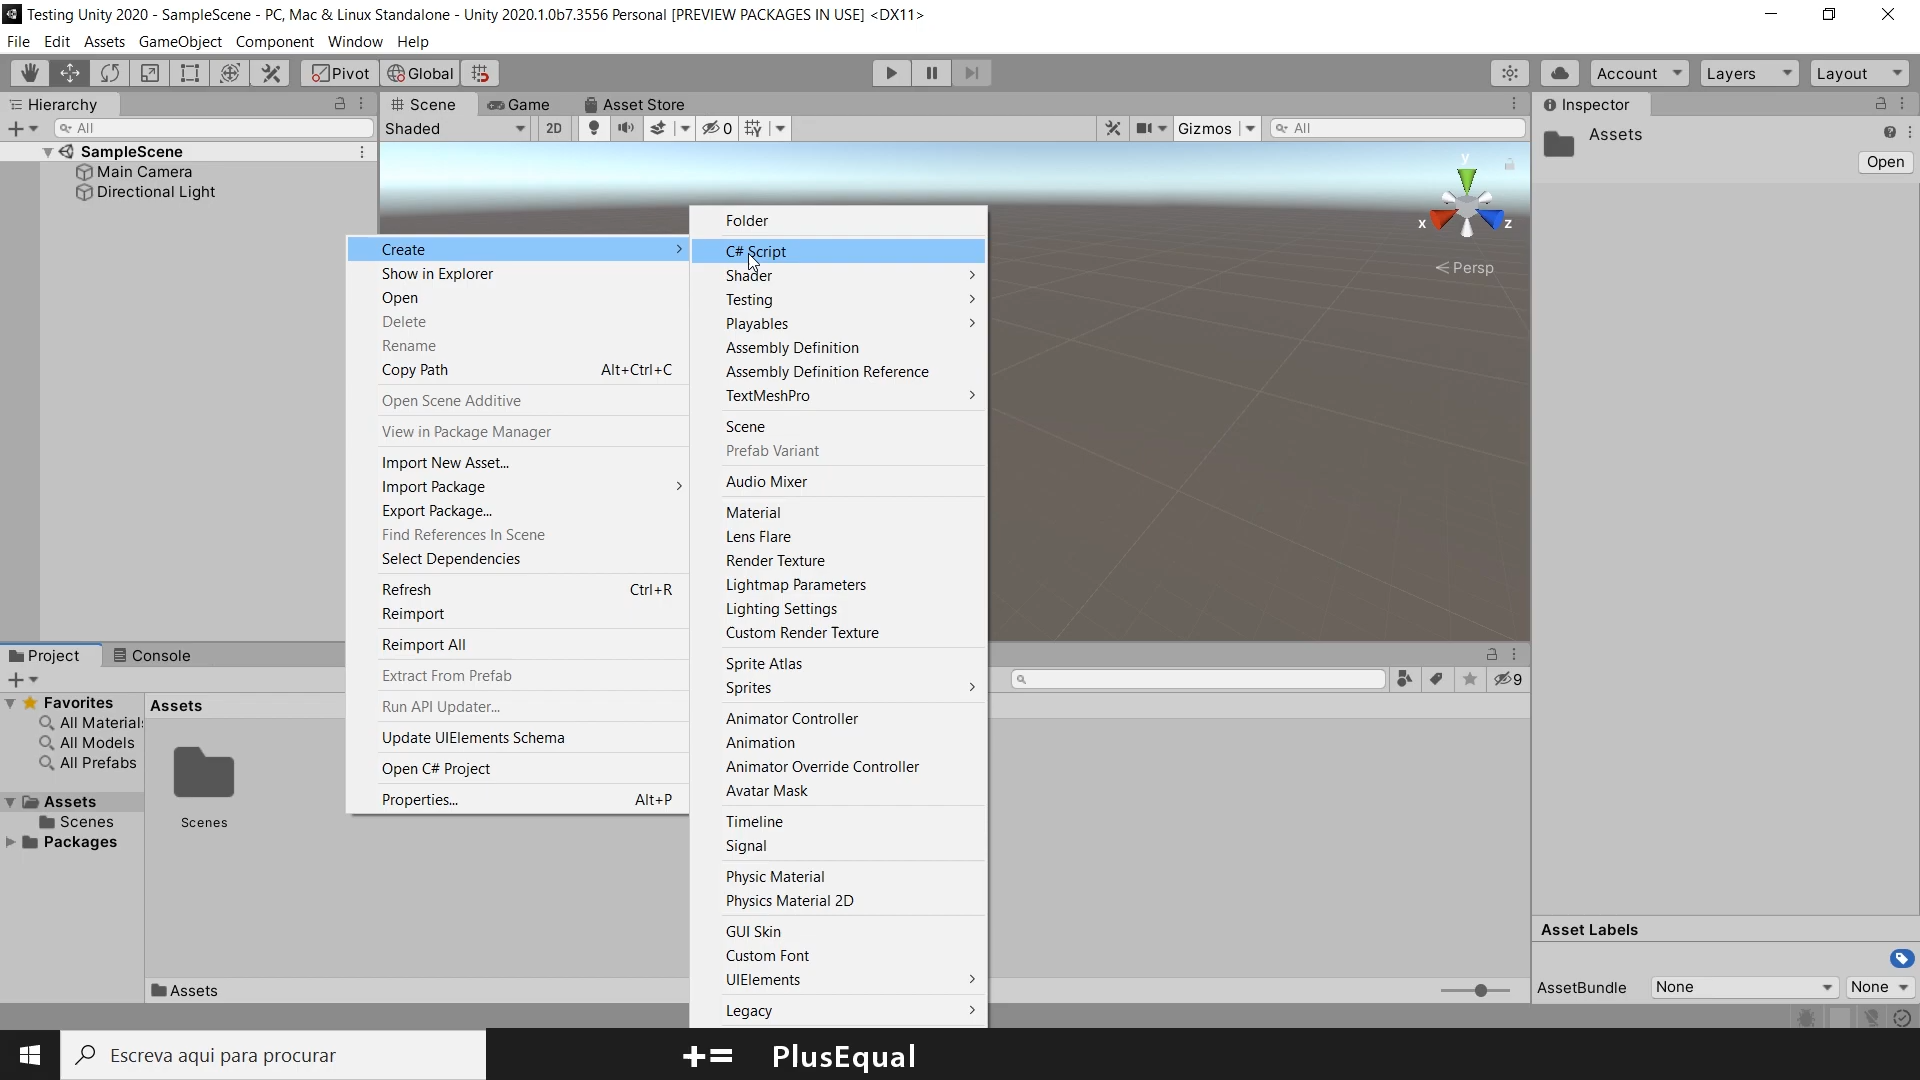 Testing Unity 2020 - SampleScene - PC, Mac & Linux Standalone - Unity 2020.1.0b7.3556 Personal [PREVIEW PACKAGES IN USE] <DX11>
File Edit Assets GameObject Component Window Help
Pivot Global Account Layers Layout
Hierarchy
All
SampleScene
Main Camera
Directional Light
Scene Game Asset Store
Shaded 2D 0 Gizmos All
y
x z
Persp
Inspector
Assets
Open
Create
Show in Explorer
Open
Delete
Rename
Copy Path Alt+Ctrl+C
Open Scene Additive
View in Package Manager
Import New Asset...
Import Package
Export Package...
Find References In Scene
Select Dependencies
Refresh Ctrl+R
Reimport
Reimport All
Extract From Prefab
Run API Updater...
Update UIElements Schema
Open C# Project
Properties... Alt+P
Folder
C# Script
Shader
Testing
Playables
Assembly Definition
Assembly Definition Reference
TextMeshPro
Scene
Prefab Variant
Audio Mixer
Material
Lens Flare
Render Texture
Lightmap Parameters
Lighting Settings
Custom Render Texture
Sprite Atlas
Sprites
Animator Controller
Animation
Animator Override Controller
Avatar Mask
Timeline
Signal
Physic Material
Physics Material 2D
GUI Skin
Custom Font
UIElements
Legacy
Project Console
9
Favorites
All Material
All Models
All Prefabs
Assets
Scenes
Packages
Assets
Scenes
Assets
Asset Labels
AssetBundle None None
Escreva aqui para procurar
+= PlusEqual